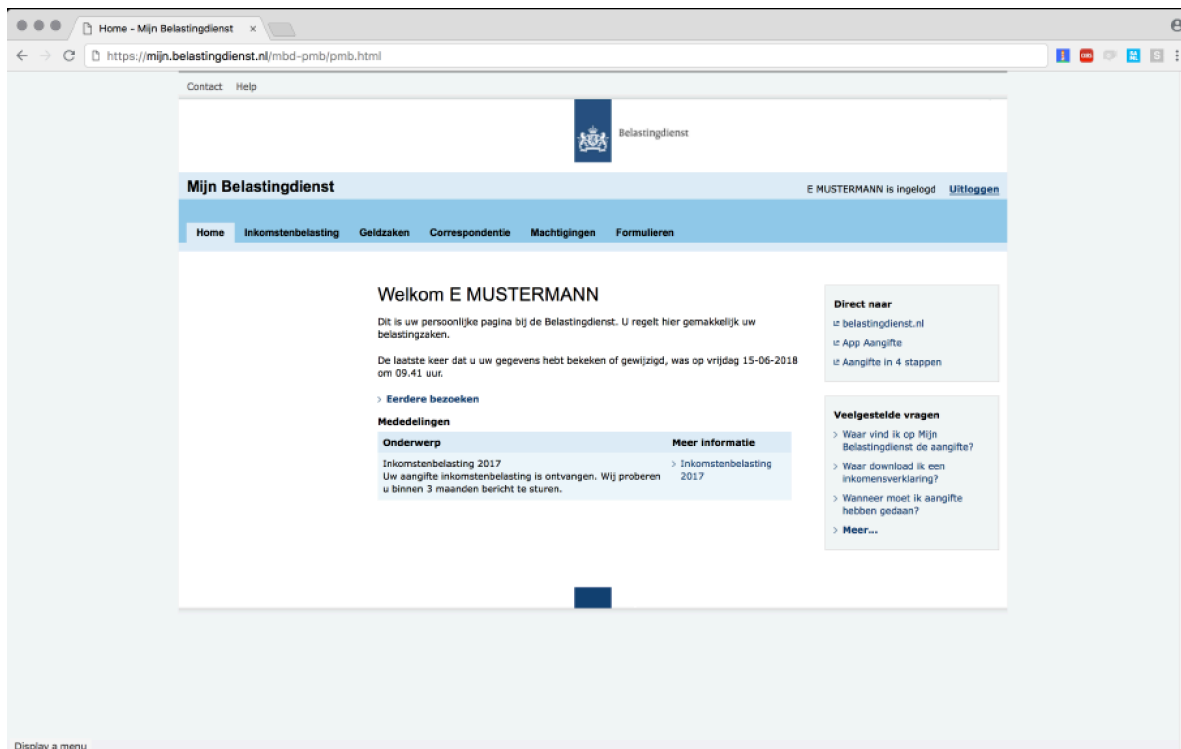 Home - Mijn Belastingdienst
https://mijn.belastingdienst.nl/mbd-pmb/pmb.html
Contact Help
Belastingdienst
Mijn Belastingdienst
E MUSTERMANN is ingelogd Uitloggen
Home Inkomstenbelasting Geldzaken Correspondentie Machtigingen Formulieren
Welkom E MUSTERMANN
Dit is uw persoonlijke pagina bij de Belastingdienst. U regelt hier gemakkelijk uw
belastingzaken.
De laatste keer dat u uw gegevens hebt bekeken of gewijzigd, was op vrijdag 15-06-2018
om 09.41 uur.
> Eerdere bezoeken
Mededelingen
Onderwerp Meer informatie
Inkomstenbelasting 2017
Uw aangifte inkomstenbelasting is ontvangen. Wij proberen
u binnen 3 maanden bericht te sturen.
> Inkomstenbelasting
2017
Direct naar
belastingdienst.nl
App Aangifte
Aangifte in 4 stappen
Veelgestelde vragen
> Waar vind ik op Mijn
Belastingdienst de aangifte?
> Waar download ik een
inkomensverklaring?
> Wanneer moet ik aangifte
hebben gedaan?
> Meer...
Display a menu